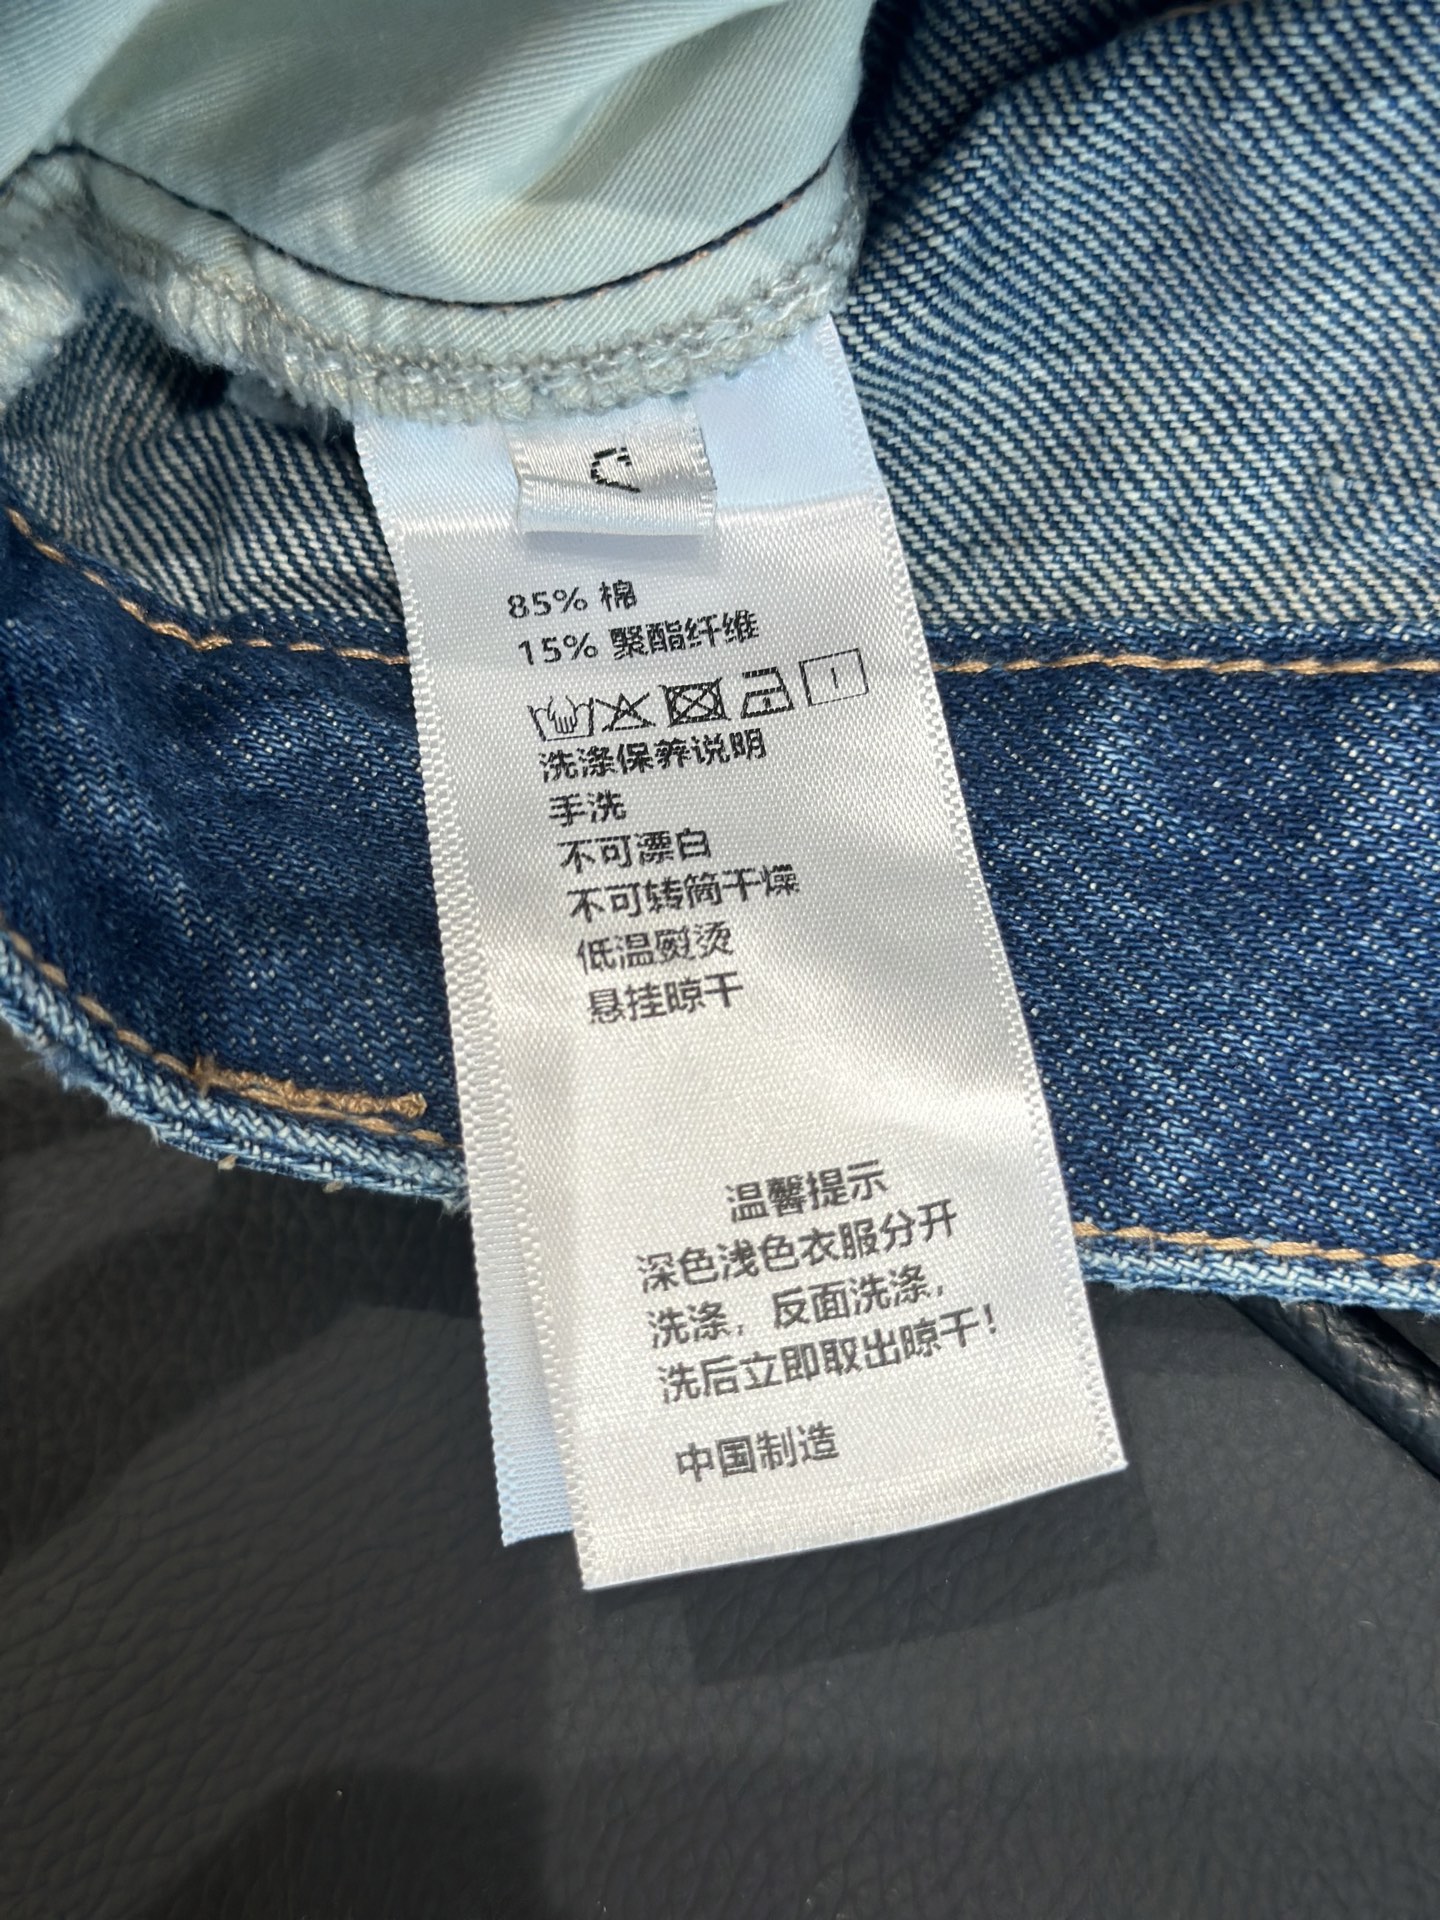 85% 棉
15% 聚酯纤维
洗涤保养说明
手洗
不可漂白
不可转筒干燥
低温熨烫
悬挂晾干
温馨提示
深色浅色衣服分开
洗涤，反面洗涤，
洗后立即取出晾干！
中国制造